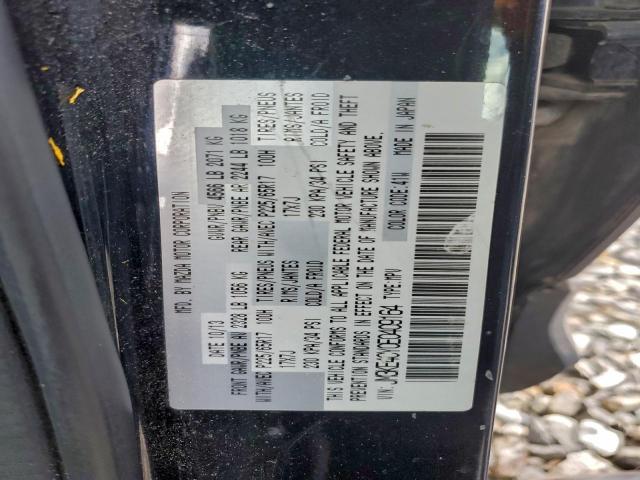 MFD. BY MAZDA MOTOR CORPORATION
DATE: 10/13 GVWR/PNBV 4566 LB 2071 KG
FRONT GAWR/PNBE AV 2328 LB 1056 KG REAR GAWR/PNBE AR 2244 LB 1018 KG
WITH/AVEC P225/65R17 100H TIRES/PNEUS WITH/AVEC P225/65R17 100H TIRES/PNEUS
17X7J RIMS/JANTES 17X7J RIMS/JANTES
230 KPA/34 PSI COLD/A FROID 230 KPA/34 PSI COLD/A FROID
THIS VEHICLE CONFORMS TO ALL APPLICABLE FEDERAL MOTOR VEHICLE SAFETY AND THEFT
PREVENTION STANDARDS IN EFFECT ON THE DATE OF MANUFACTURE SHOWN ABOVE.
VIN: TYPE:MPV COLOR CODE: 41W MADE IN JAPAN